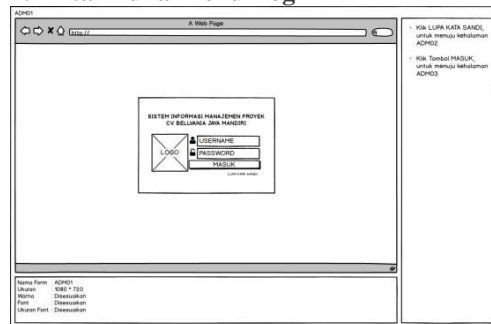 ADM01
A Web Page
http://
SISTEM INFORMASI MANAJEMEN PROYEK
CV. BELLVANIA JAYA MANDIRI
LOGO
USERNAME
PASSWORD
MASUK
LUPA KATA SANDI
Nama Form : ADM01
Ukuran : 1080 * 720
Warna : Disesuaikan
Font : Disesuaikan
Ukuran Font : Disesuaikan
· Klik LUPA KATA SANDI,
untuk menuju kehalaman
ADM02
· Klik Tombol MASUK,
untuk menuju kehalaman
ADM03